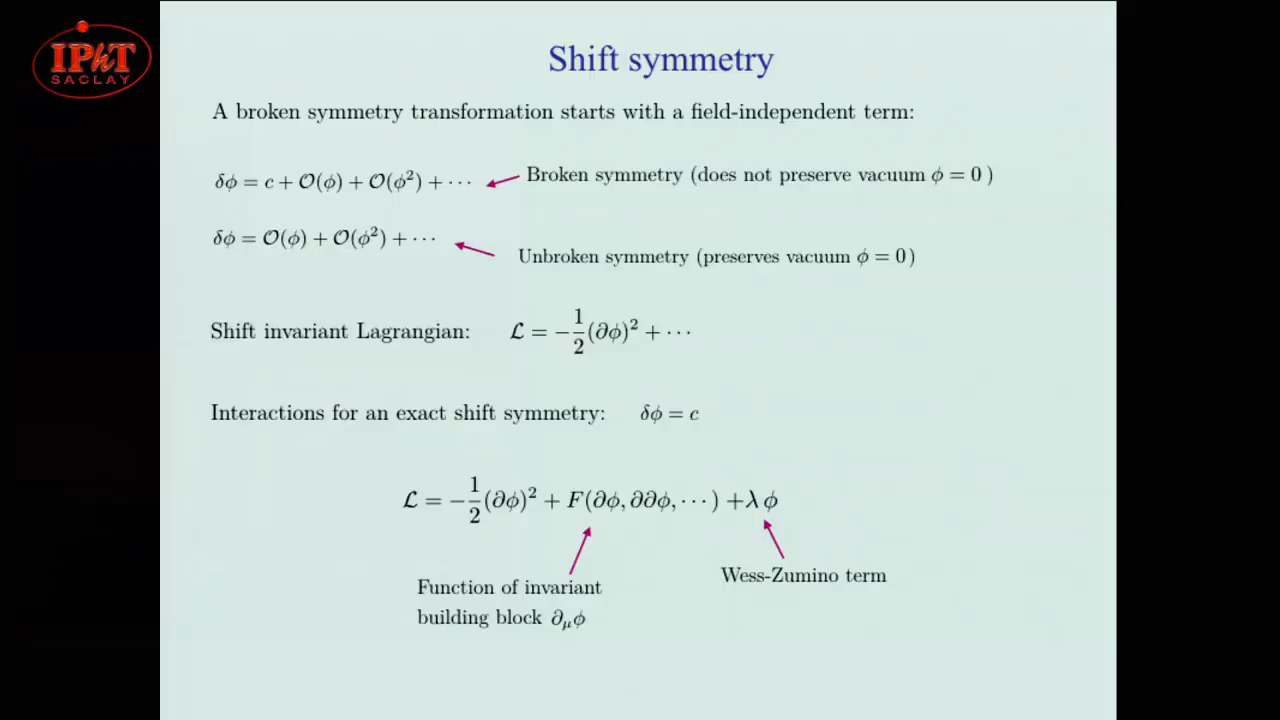 IPhT
SACLAY
Shift symmetry
A broken symmetry transformation starts with a field-independent term:
δϕ = c + 𝒪(ϕ) + 𝒪(ϕ²) + ···
Broken symmetry (does not preserve vacuum ϕ = 0 )
δϕ = 𝒪(ϕ) + 𝒪(ϕ²) + ···
Unbroken symmetry (preserves vacuum ϕ = 0 )
Shift invariant Lagrangian: ℒ = −1/2(∂ϕ)² + ···
Interactions for an exact shift symmetry: δϕ = c
ℒ = −1/2(∂ϕ)² + F(∂ϕ, ∂∂ϕ, ··· ) +λ ϕ
Function of invariant
building block ∂μϕ
Wess-Zumino term